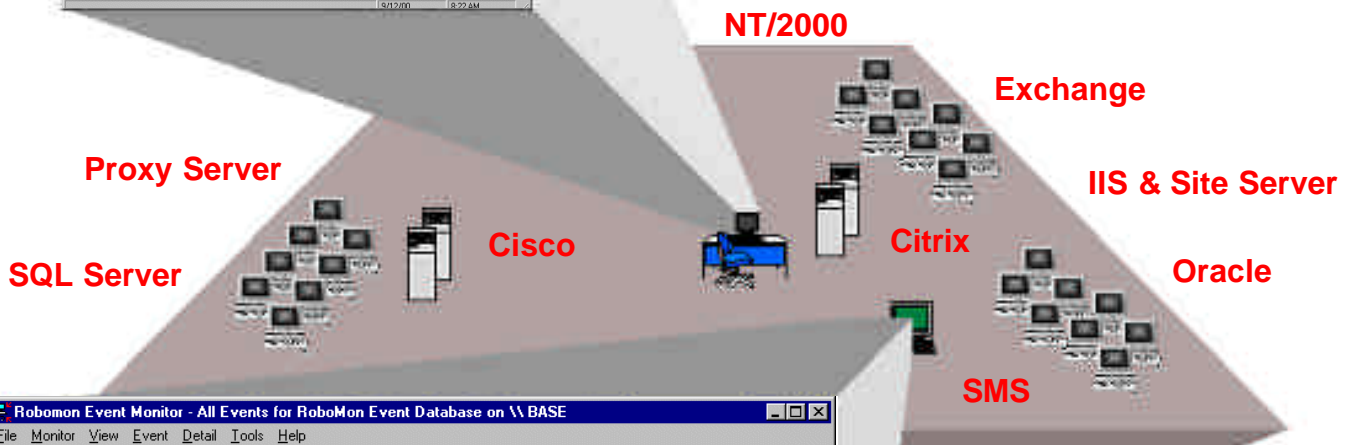 9/12/00 8:22 AM
NT/2000
Exchange
Proxy Server
IIS & Site Server
Cisco
Citrix
SQL Server
Oracle
SMS
Robomon Event Monitor - All Events for RoboMon Event Database on \\ BASE
File Monitor View Event Detail Tools Help